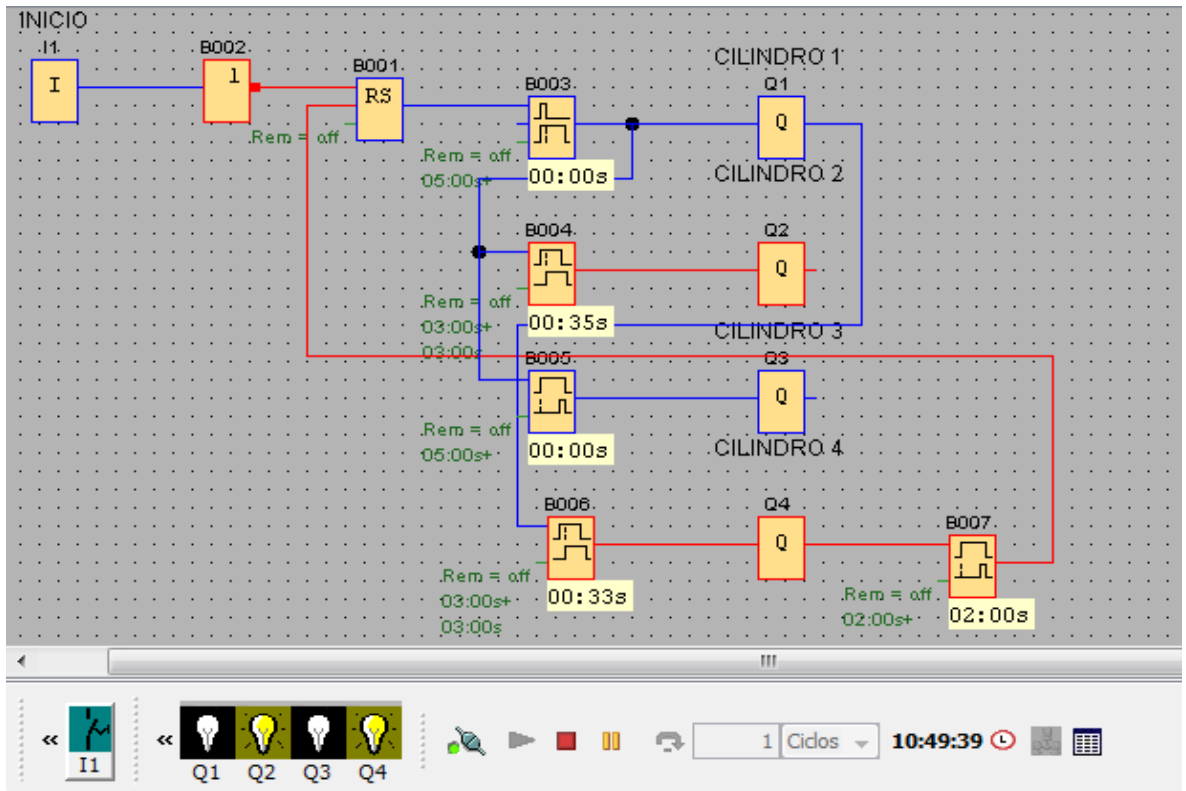 INICIO
I1
I
B002
1
B001
RS
Rem = off
B003
Rem = off
05:00s+
00:00s
CILINDRO 1
Q1
Q
CILINDRO 2
B004
Rem = off
03:00s+
03:00s
00:35s
Q2
Q
CILINDRO 3
B005
Rem = off
05:00s+
00:00s
Q3
Q
CILINDRO 4
B006
Rem = off
03:00s+
03:00s
00:33s
Q4
Q
B007
Rem = off
02:00s+
02:00s
« I1
« Q1 Q2 Q3 Q4
1 Ciclos 10:49:39